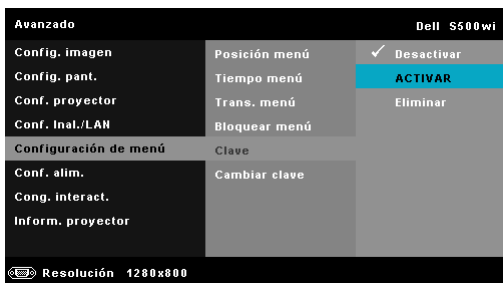 Avanzado Dell S500wi
Config. imagen Posición menú ✓ Desactivar
Config. pant. Tiempo menú ACTIVAR
Conf. proyector Trans. menú Eliminar
Conf. Inal./LAN Bloquear menú
Configuración de menú Clave
Conf. alim. Cambiar clave
Cong. interact.
Inform. proyector
Resolución 1280x800